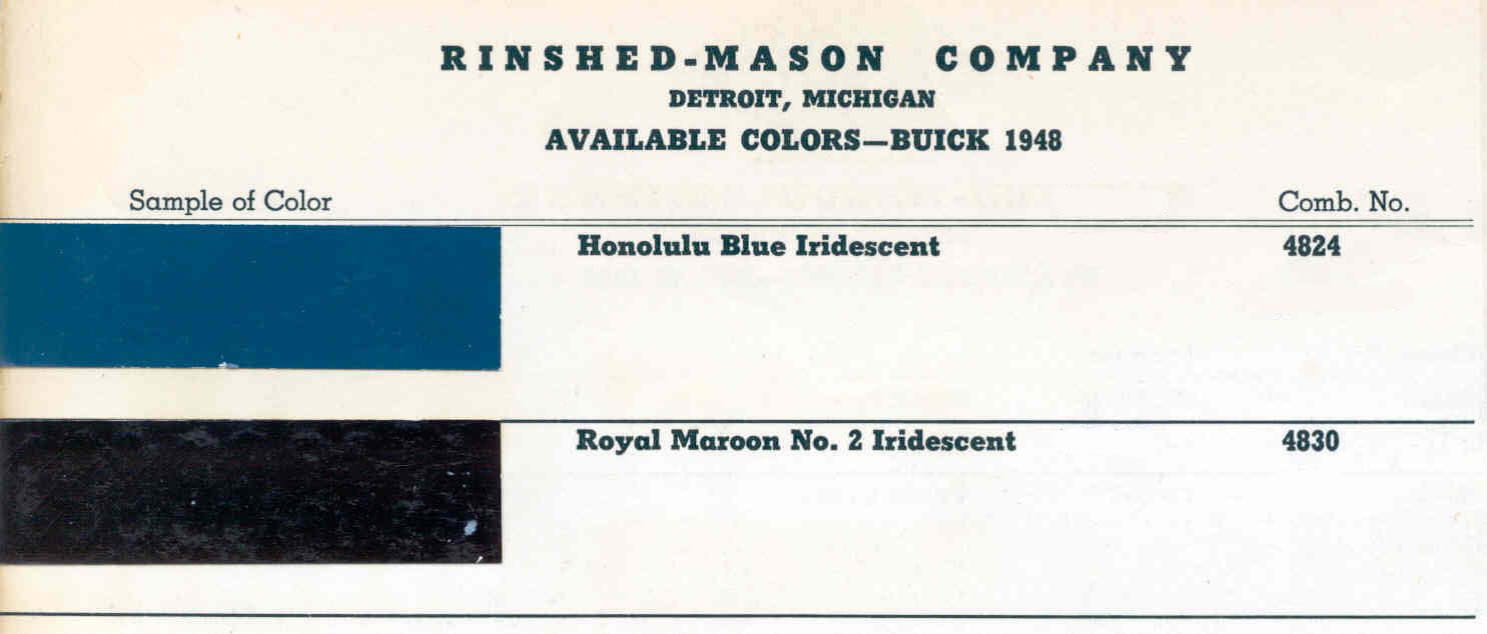 RINSHED-MASON COMPANY
DETROIT, MICHIGAN
AVAILABLE COLORS—BUICK 1948
Sample of Color Comb. No.
Honolulu Blue Iridescent 4824
Royal Maroon No. 2 Iridescent 4830